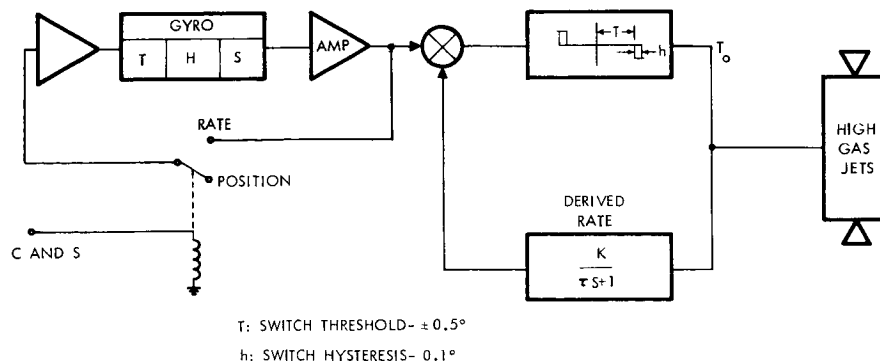 GYRO
T H S
AMP
T
h
T₀
HIGH
GAS
JETS
RATE
POSITION
C AND S
DERIVED
RATE
K
τ S+1
T: SWITCH THRESHOLD- ± 0.5°
h: SWITCH HYSTERESIS- 0.1°